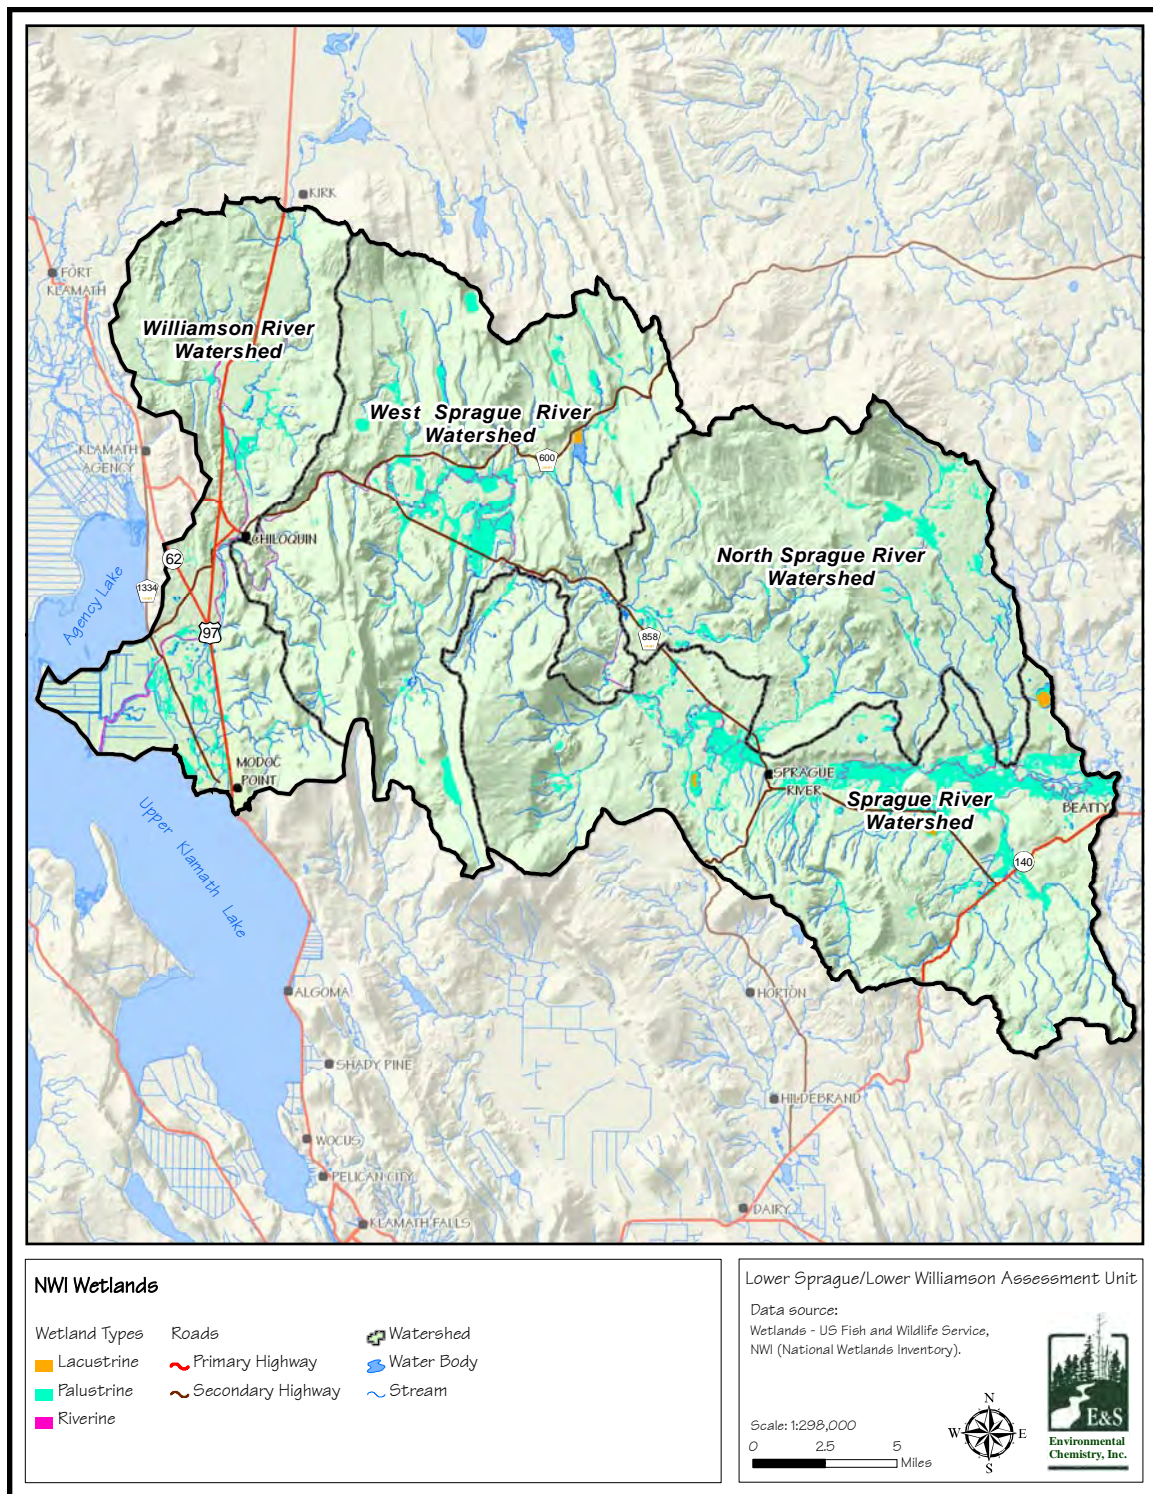 KIRK
FORT
KLAMATH
Williamson River
Watershed
West Sprague River
Watershed
KLAMATH
AGENCY
600
CHILOQUIN
North Sprague River
Watershed
62
1334
Agency Lake
97
858
MODOC
POINT
SPRAGUE
RIVER
Sprague River
Watershed
BEATTY
140
Upper Klamath Lake
ALGOMA
HORTON
SHADY PINE
HILDEBRAND
WOCUS
PELICAN CITY
DAIRY
KLAMATH FALLS
NWI Wetlands
Wetland Types
Lacustrine
Palustrine
Riverine
Roads
Primary Highway
Secondary Highway
Watershed
Water Body
Stream
Lower Sprague/Lower Williamson Assessment Unit
Data source:
Wetlands - US Fish and Wildlife Service,
NWI (National Wetlands Inventory).
Scale: 1:298,000
0 2.5 5
Miles
N
W E
S
E&S
Environmental
Chemistry, Inc.